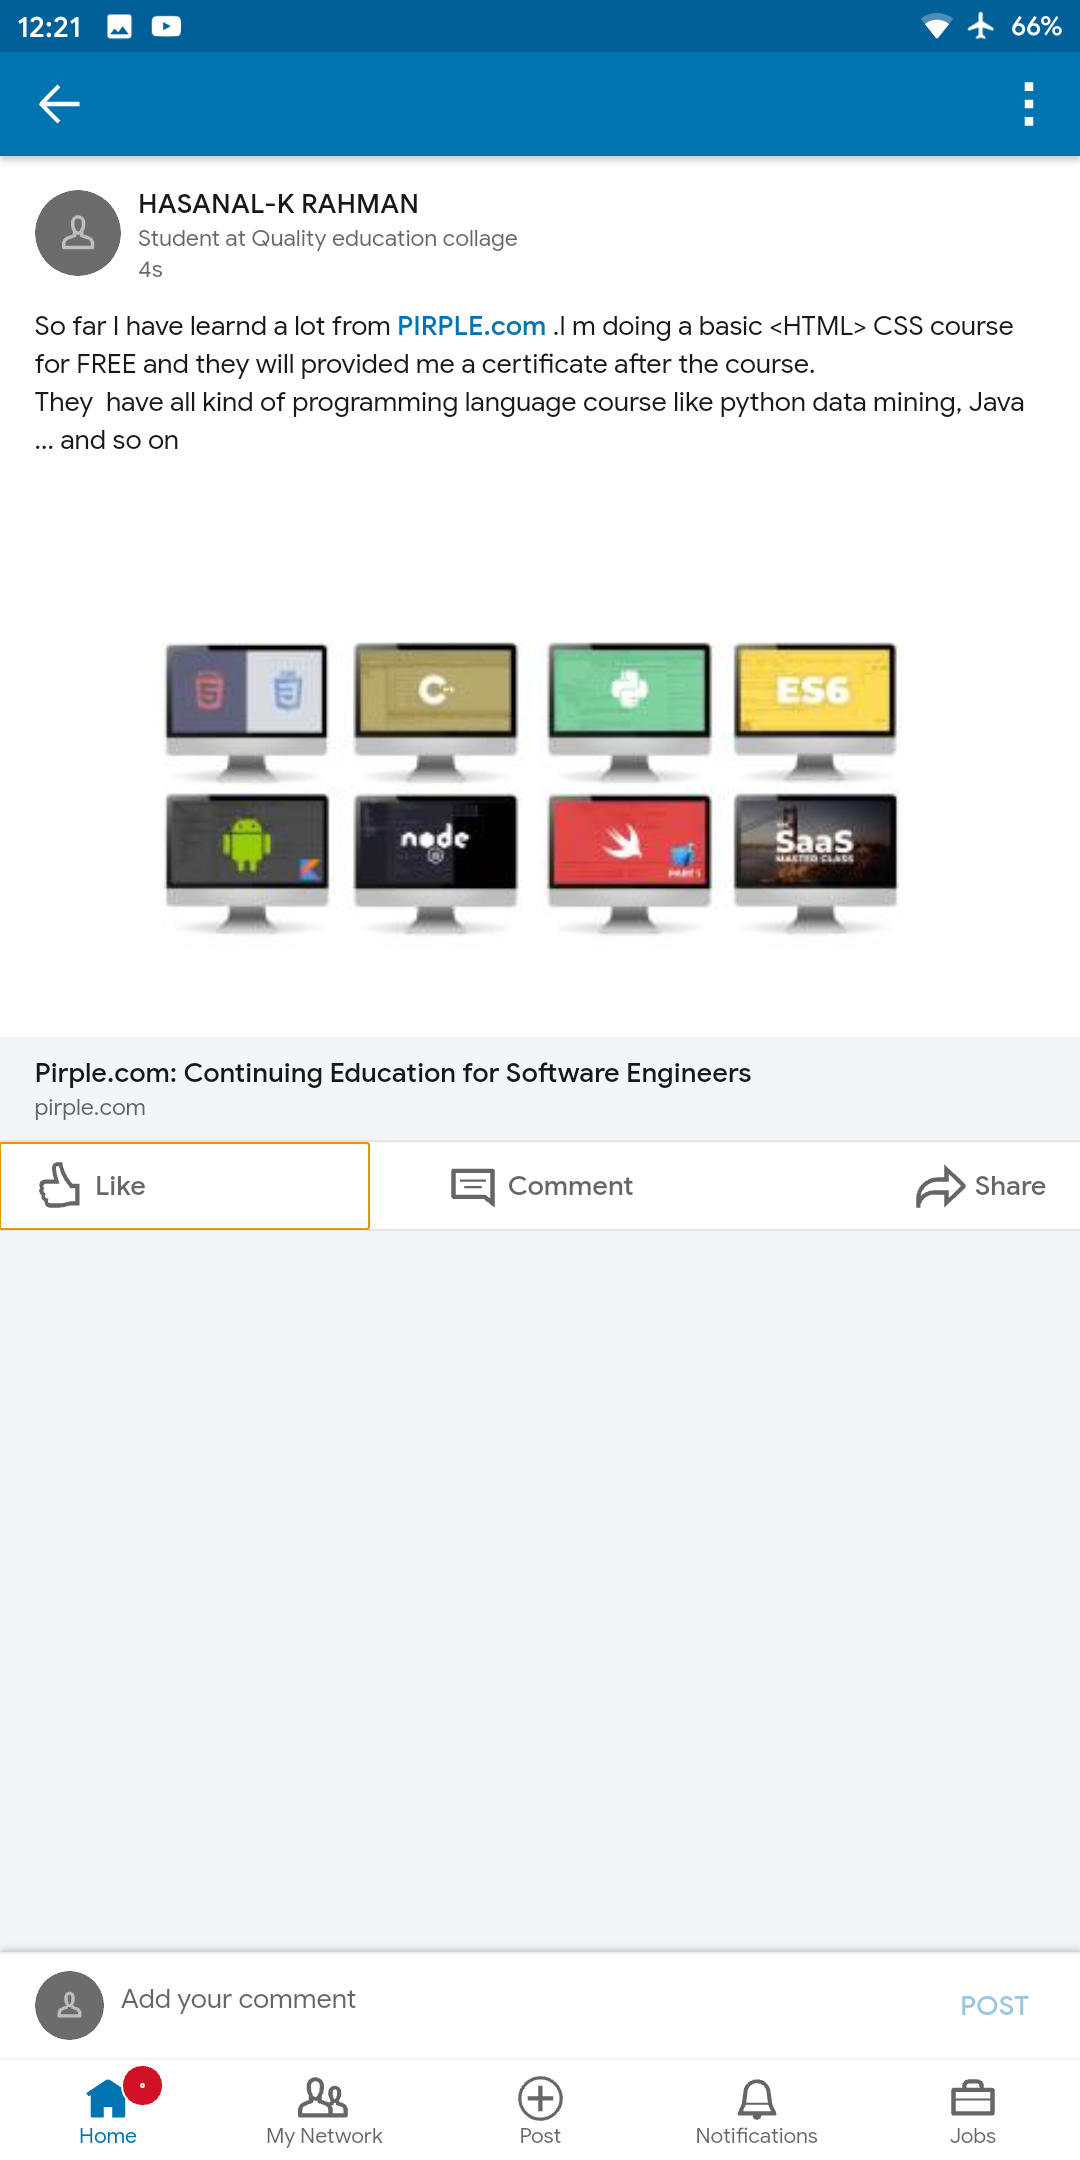 12:21
66%
HASANAL-K RAHMAN
Student at Quality education collage
4s
So far I have learnd a lot from PIRPLE.com .I m doing a basic <HTML> CSS course
for FREE and they will provided me a certificate after the course.
They  have all kind of programming language course like python data mining, Java
... and so on
ES6
node
SaaS
MASTER CLASS
PART 1
Pirple.com: Continuing Education for Software Engineers
pirple.com
Like
Comment
Share
Add your comment
POST
Home
My Network
Post
Notifications
Jobs